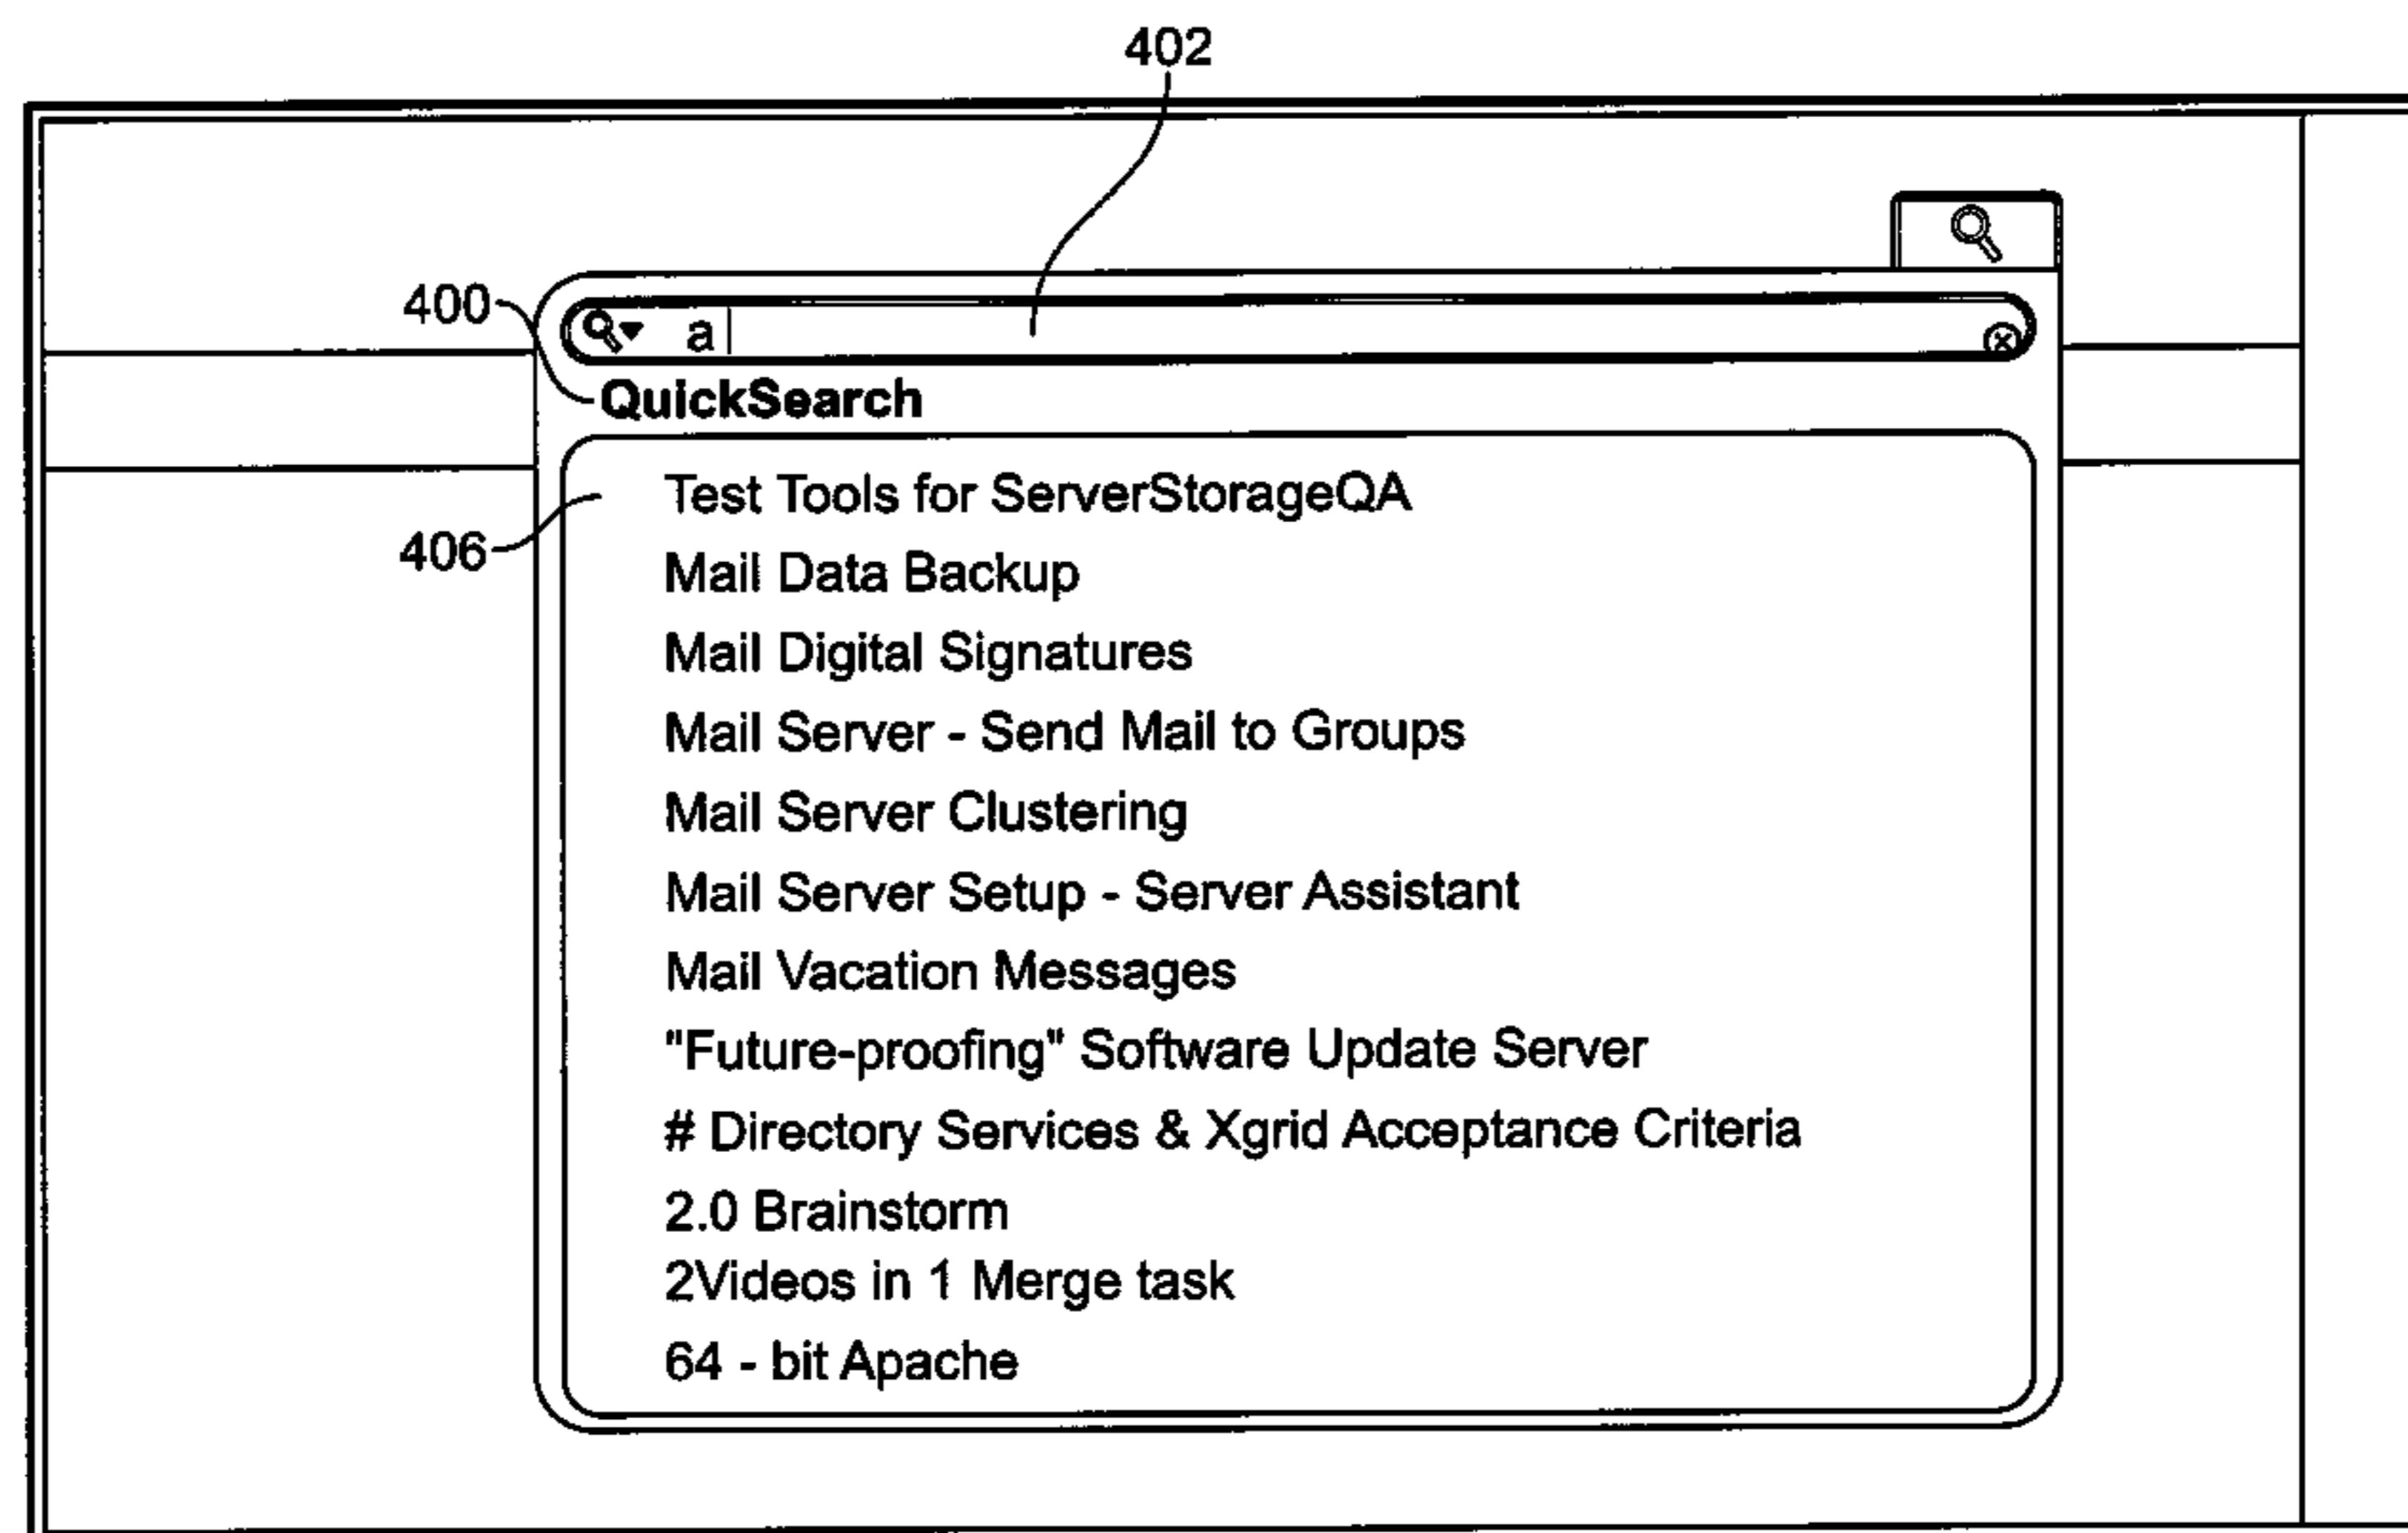 402
400
a
QuickSearch
406
Test Tools for ServerStorageQA
Mail Data Backup
Mail Digital Signatures
Mail Server - Send Mail to Groups
Mail Server Clustering
Mail Server Setup - Server Assistant
Mail Vacation Messages
"Future-proofing" Software Update Server
# Directory Services & Xgrid Acceptance Criteria
2.0 Brainstorm
2Videos in 1 Merge task
64 - bit Apache